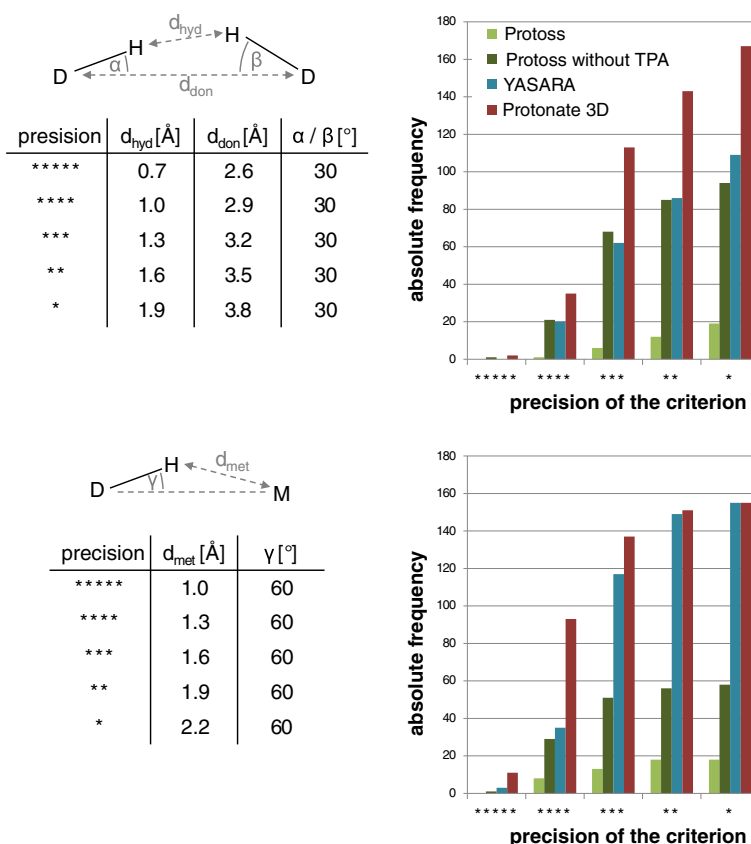 d_hyd
H H
D α β D
d_don
presision d_hyd [Å] d_don [Å] α / β [°]
***** 0.7 2.6 30
**** 1.0 2.9 30
*** 1.3 3.2 30
** 1.6 3.5 30
* 1.9 3.8 30
absolute frequency
180
160
140
120
100
80
60
40
20
0
Protoss
Protoss without TPA
YASARA
Protonate 3D
***** **** *** ** *
precision of the criterion
H d_met
D γ M
precision d_met [Å] γ [°]
***** 1.0 60
**** 1.3 60
*** 1.6 60
** 1.9 60
* 2.2 60
absolute frequency
180
160
140
120
100
80
60
40
20
0
***** **** *** ** *
precision of the criterion